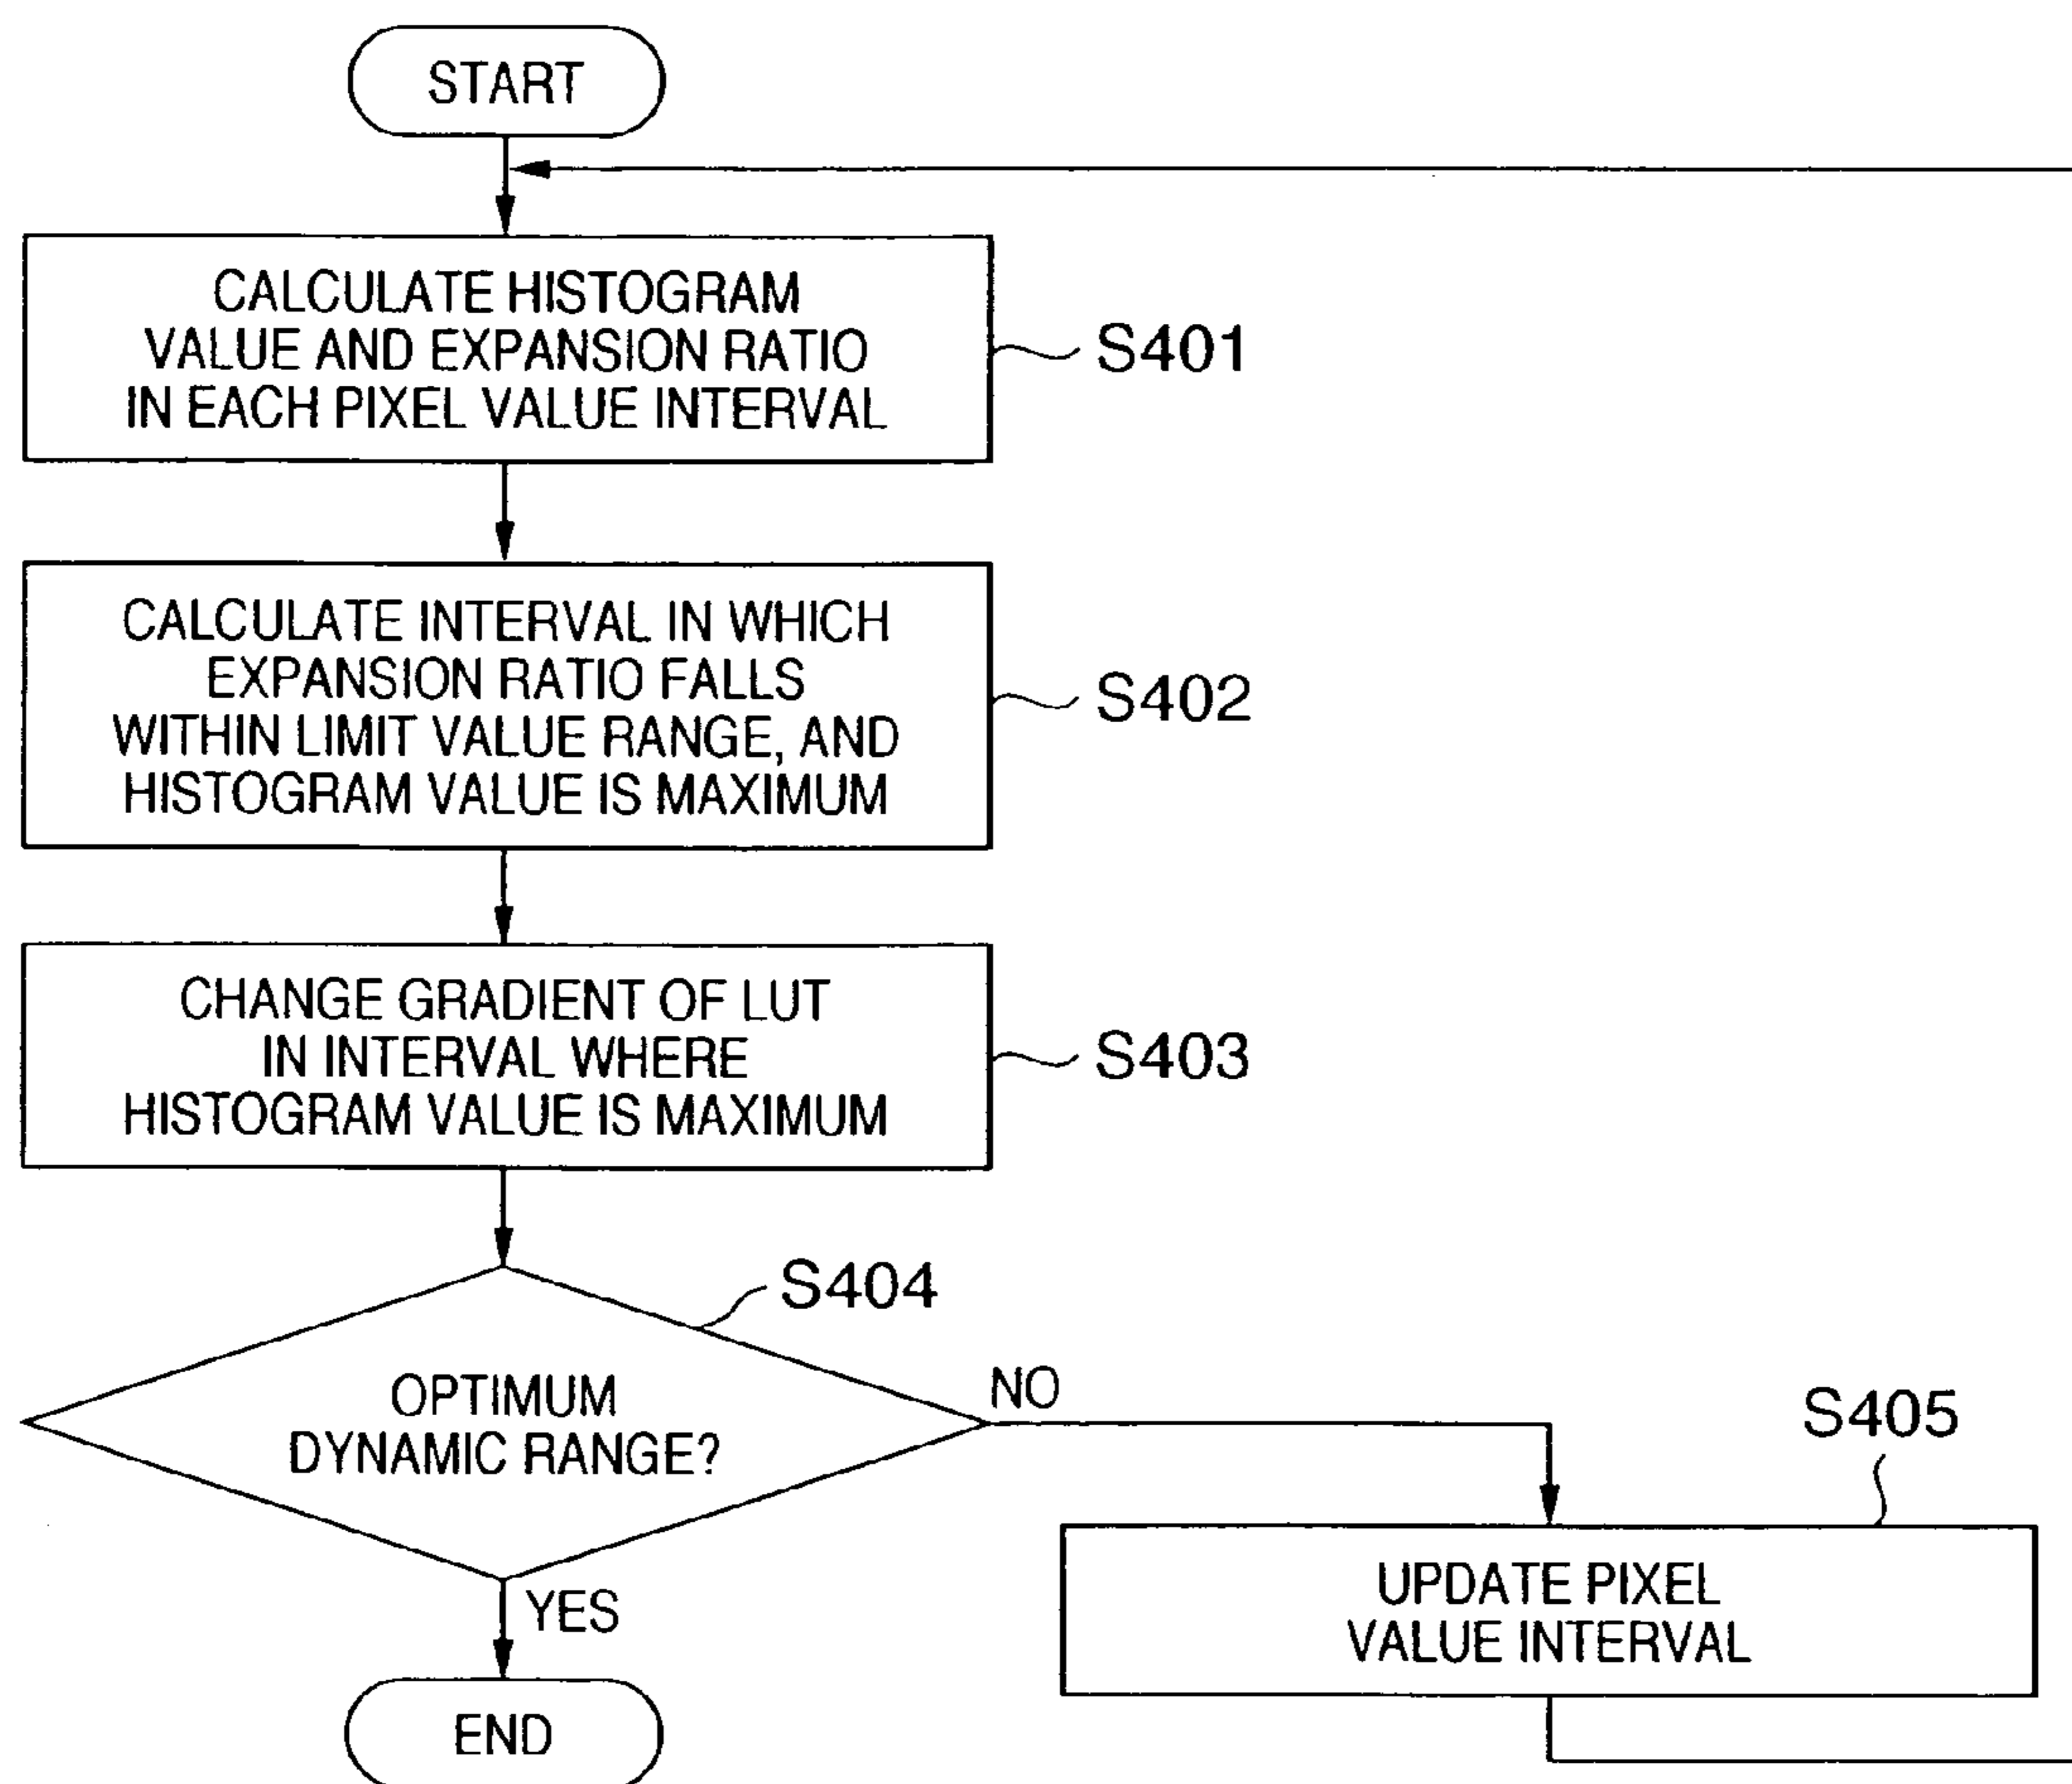 START
CALCULATE HISTOGRAM
VALUE AND EXPANSION RATIO
IN EACH PIXEL VALUE INTERVAL
S401
CALCULATE INTERVAL IN WHICH
EXPANSION RATIO FALLS
WITHIN LIMIT VALUE RANGE, AND
HISTOGRAM VALUE IS MAXIMUM
S402
CHANGE GRADIENT OF LUT
IN INTERVAL WHERE
HISTOGRAM VALUE IS MAXIMUM
S403
S404
OPTIMUM
DYNAMIC RANGE?
NO
S405
UPDATE PIXEL
VALUE INTERVAL
YES
END